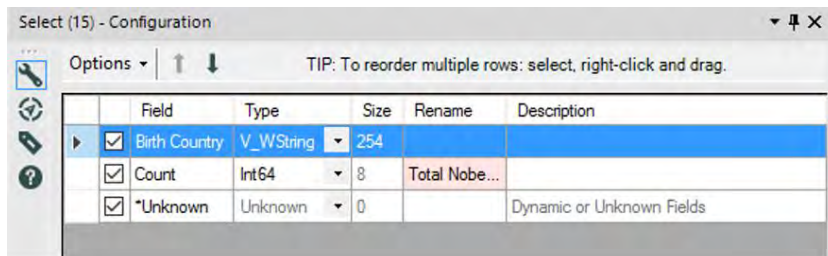 Select (15) - Configuration
Options TIP: To reorder multiple rows: select, right-click and drag.
Field Type Size Rename Description
Birth Country V_WString 254
Count Int64 8 Total Nobe...
*Unknown Unknown 0 Dynamic or Unknown Fields